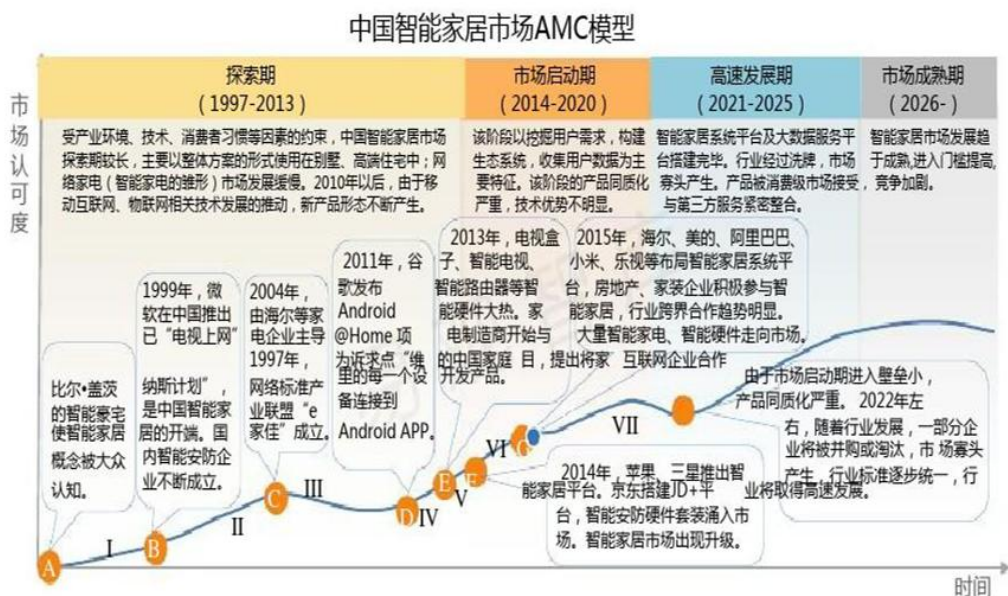 中国智能家居市场AMC模型
市场认可度
探索期
（1997-2013）
市场启动期
（2014-2020）
高速发展期
（2021-2025）
市场成熟期
（2026-）
受产业环境、技术、消费者习惯等因素的约束，中国智能家居市场
探索期较长，主要以整体方案的形式使用在别墅、高端住宅中；网
络家电（智能家电的雏形）市场发展缓慢。2010年以后，由于移
动互联网、物联网相关技术发展的推动，新产品形态不断产生。
该阶段以挖掘用户需求，构建
生态系统，收集用户数据为主
要特征。该阶段的产品同质化
严重，技术优势不明显。
智能家居系统平台及大数据服务平
台搭建完毕。行业经过洗牌，市场
寡头产生。产品被消费级市场接受，
与第三方服务紧密整合。
智能家居市场发展趋
于成熟,进入门槛提高,
竞争加剧。
比尔•盖茨
的智能豪宅
使智能家居
概念被大众
认知。
1999年，微
软在中国推出
已“电视上网”
纳斯计划”，
是中国智能家
居的开端。国
内智能安防企
业不断成立。
2004年，
由海尔等家
电企业主导
1997年，
网络标准产
业联盟“e
家佳”成立。
2011年，谷
歌发布
Android
@Home 项
为诉求点“维
里的每一个设
备连接到
Android APP。
2013年，电视盒
子、智能电视、
智能路由器等智
能硬件大热。家
电制造商开始与
的中国家庭 目，提出将家 互联网企业合作
开发产品。
2015年，海尔、美的、阿里巴巴、
小米、乐视等布局智能家居系统平
台，房地产、家装企业积极参与智
能家居，行业跨界合作趋势明显。
大量智能家电、智能硬件走向市场。
2014年，苹果、三星推出智
能家居平台。京东搭建JD+平
台，智能安防硬件套装涌入市
场。智能家居市场出现升级。
由于市场启动期进入壁垒小，
产品同质化严重。 2022年左
右，随着行业发展，一部分企
业将被并购或淘汰，市 场寡头
产生，行业标准逐步统一，行
业将取得高速发展。
A
I
B
II
C
III
D
IV
E
V
F
VI
G
VII
时间